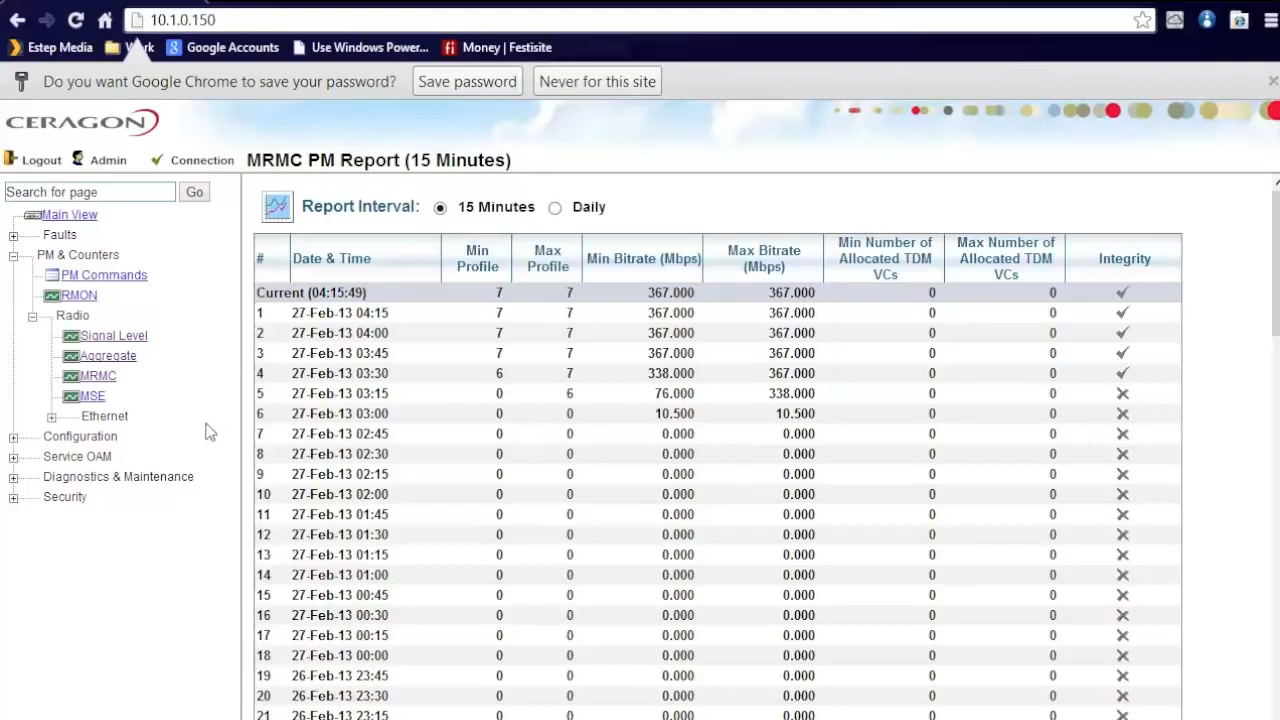 10.1.0.150
Estep Media Work Google Accounts Use Windows Power... Money | Festisite
Do you want Google Chrome to save your password? Save password Never for this site
CERAGON
Logout Admin Connection MRMC PM Report (15 Minutes)
Search for page Go
Main View
Faults
PM & Counters
PM Commands
RMON
Radio
Signal Level
Aggregate
MRMC
MSE
Ethernet
Configuration
Service OAM
Diagnostics & Maintenance
Security
Report Interval: 15 Minutes Daily
# Date & Time Min Profile Max Profile Min Bitrate (Mbps) Max Bitrate (Mbps) Min Number of Allocated TDM VCs Max Number of Allocated TDM VCs Integrity
Current (04:15:49) 7 7 367.000 367.000 0 0
1 27-Feb-13 04:15 7 7 367.000 367.000 0 0
2 27-Feb-13 04:00 7 7 367.000 367.000 0 0
3 27-Feb-13 03:45 7 7 367.000 367.000 0 0
4 27-Feb-13 03:30 6 7 338.000 367.000 0 0
5 27-Feb-13 03:15 0 6 76.000 338.000 0 0
6 27-Feb-13 03:00 0 0 10.500 10.500 0 0
7 27-Feb-13 02:45 0 0 0.000 0.000 0 0
8 27-Feb-13 02:30 0 0 0.000 0.000 0 0
9 27-Feb-13 02:15 0 0 0.000 0.000 0 0
10 27-Feb-13 02:00 0 0 0.000 0.000 0 0
11 27-Feb-13 01:45 0 0 0.000 0.000 0 0
12 27-Feb-13 01:30 0 0 0.000 0.000 0 0
13 27-Feb-13 01:15 0 0 0.000 0.000 0 0
14 27-Feb-13 01:00 0 0 0.000 0.000 0 0
15 27-Feb-13 00:45 0 0 0.000 0.000 0 0
16 27-Feb-13 00:30 0 0 0.000 0.000 0 0
17 27-Feb-13 00:15 0 0 0.000 0.000 0 0
18 27-Feb-13 00:00 0 0 0.000 0.000 0 0
19 26-Feb-13 23:45 0 0 0.000 0.000 0 0
20 26-Feb-13 23:30 0 0 0.000 0.000 0 0
21 26-Feb-13 23:15 0 0 0.000 0.000 0 0